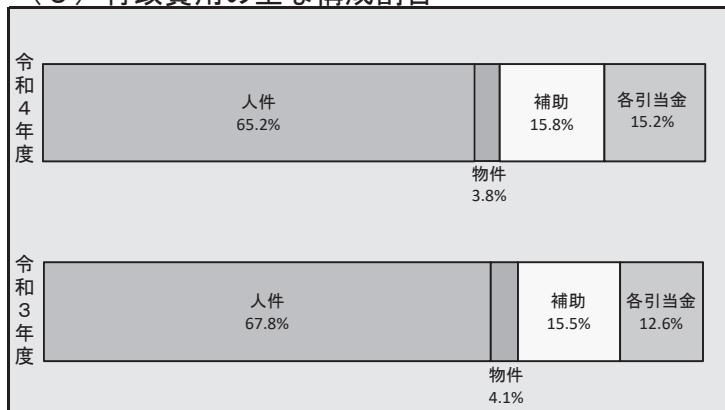 令和4年度
人件
65.2%
物件
3.8%
補助
15.8%
各引当金
15.2%
令和3年度
人件
67.8%
物件
4.1%
補助
15.5%
各引当金
12.6%